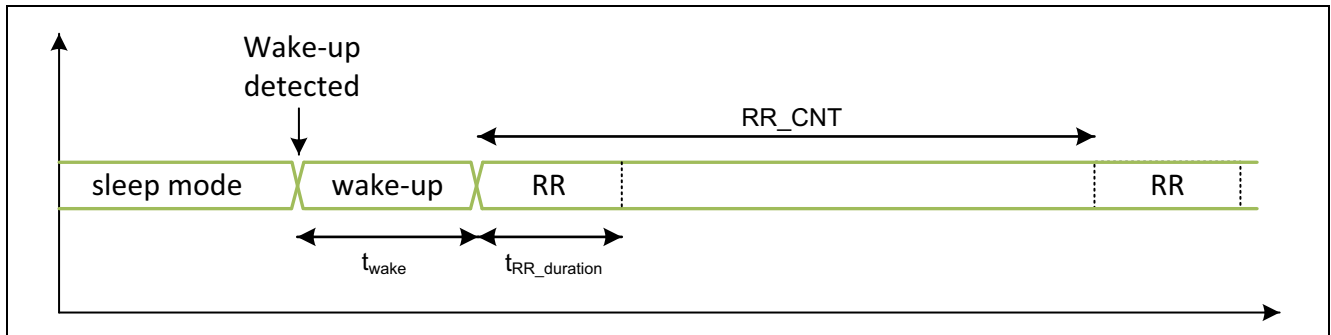 Wake-up
detected
RR_CNT
sleep mode
wake-up
RR
RR
twake
tRR_duration